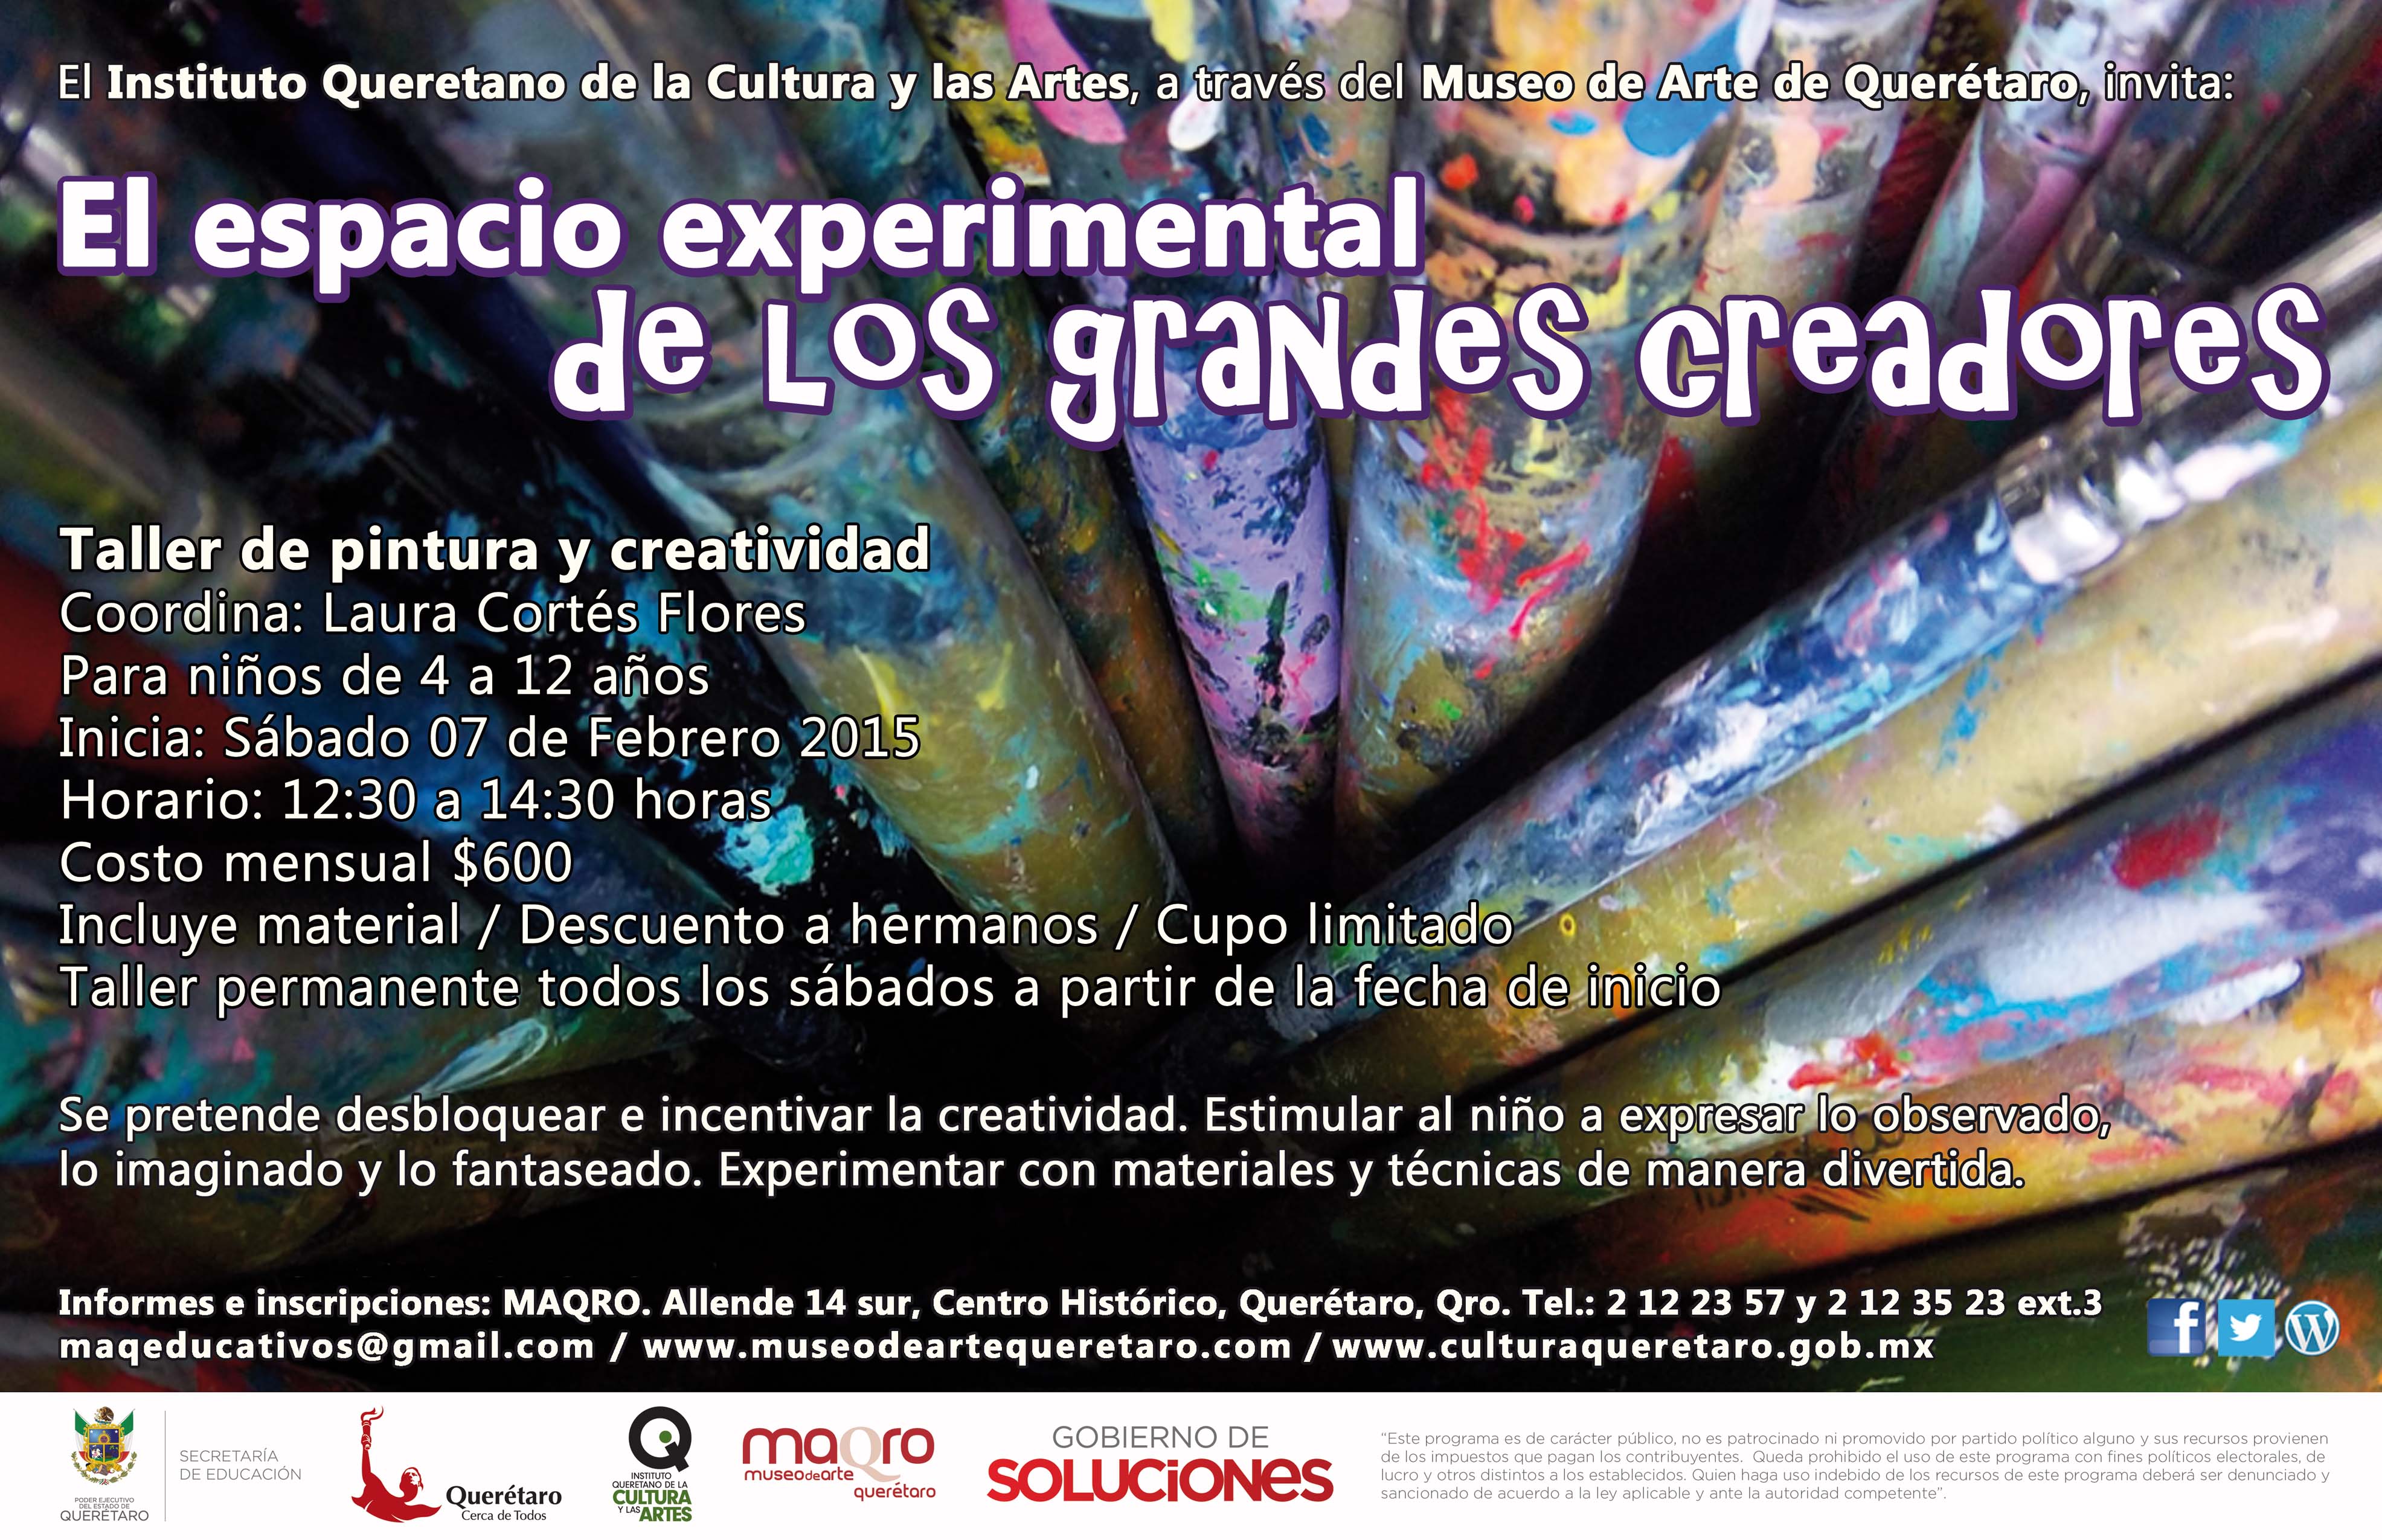 El Instituto Queretano de la Cultura y las Artes, a través del Museo de Arte de Querétaro, invita:
El espacio experimental
de los grandes creadores
Taller de pintura y creatividad
Coordina: Laura Cortés Flores
Para niños de 4 a 12 años
Inicia: Sábado 07 de Febrero 2015
Horario: 12:30 a 14:30 horas
Costo mensual $600
Incluye material / Descuento a hermanos / Cupo limitado
Taller permanente todos los sábados a partir de la fecha de inicio
Se pretende desbloquear e incentivar la creatividad. Estimular al niño a expresar lo observado,
lo imaginado y lo fantaseado. Experimentar con materiales y técnicas de manera divertida.
Informes e inscripciones: MAQRO. Allende 14 sur, Centro Histórico, Querétaro, Qro. Tel.: 2 12 23 57 y 2 12 35 23 ext.3
maqeducativos@gmail.com / www.museodeartequeretaro.com / www.culturaqueretaro.gob.mx
PODER EJECUTIVO
DEL ESTADO DE
QUERÉTARO
SECRETARÍA
DE EDUCACIÓN
Querétaro
Cerca de Todos
INSTITUTO
QUERETANO DE LA
CULTURA
Y LAS ARTES
maQro
museodearte
querétaro
GOBIERNO DE
SOLUCiONes
"Este programa es de carácter público, no es patrocinado ni promovido por partido político alguno y sus recursos provienen
de los impuestos que pagan los contribuyentes. Queda prohibido el uso de este programa con fines políticos electorales, de
lucro y otros distintos a los establecidos. Quien haga uso indebido de los recursos de este programa deberá ser denunciado y
sancionado de acuerdo a la ley aplicable y ante la autoridad competente".